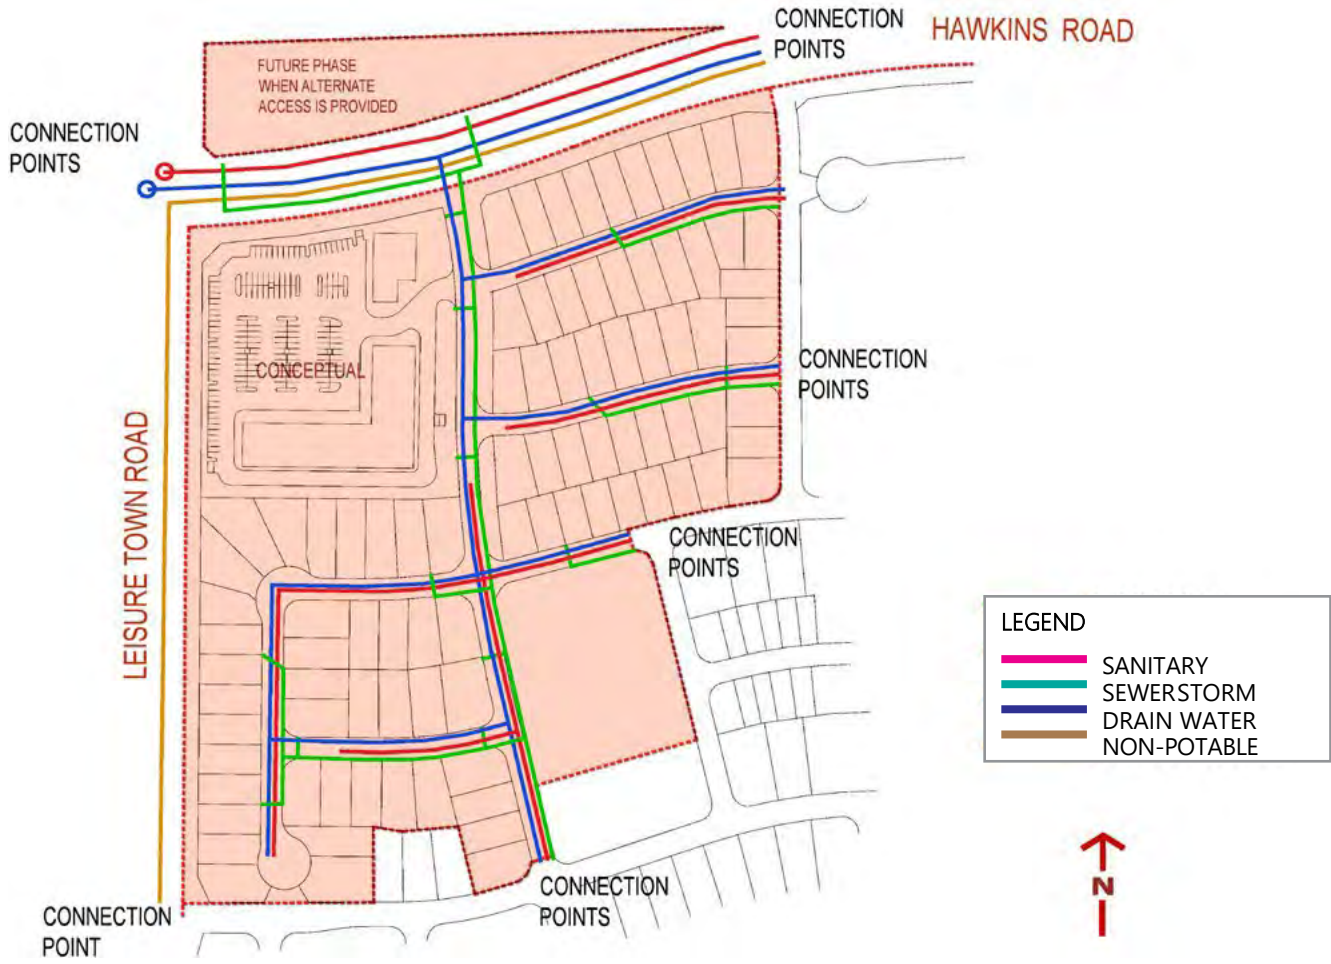 CONNECTION
POINTS
HAWKINS ROAD
FUTURE PHASE
WHEN ALTERNATE
ACCESS IS PROVIDED
CONNECTION
POINTS
CONCEPTUAL
CONNECTION
POINTS
LEISURE TOWN ROAD
CONNECTION
POINTS
LEGEND
SANITARY
SEWERSTORM
DRAIN WATER
NON-POTABLE
N
CONNECTION
POINTS
CONNECTION
POINT